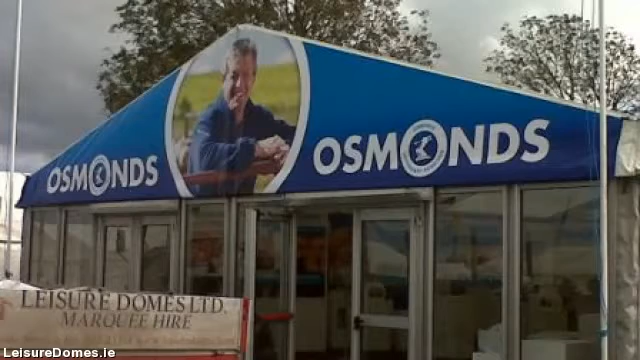 OSMONDS
OSMONDS
LEISURE DOMES LTD.
MARQUEE HIRE
LeisureDomes.ie